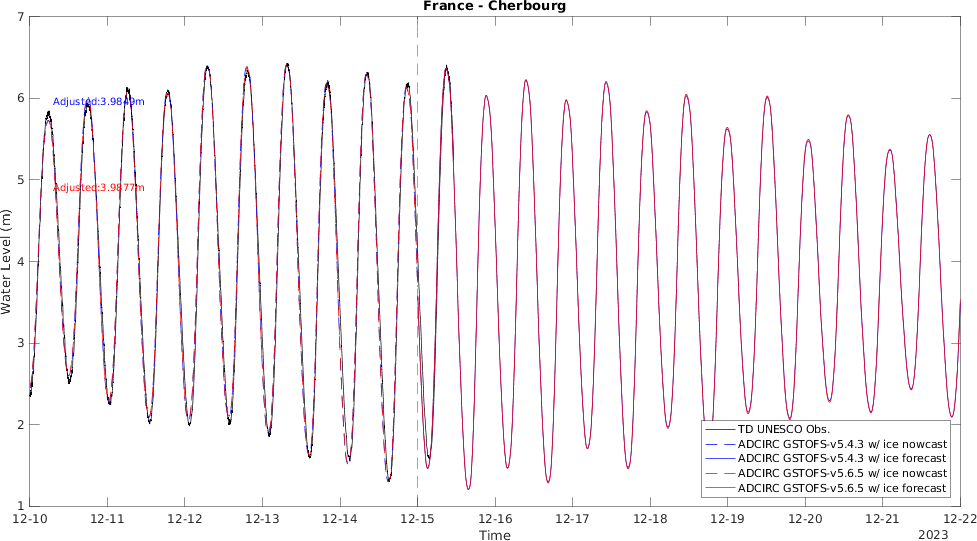 France - Cherbourg
7
6
5
4
3
2
1
Water Level (m)
Adjusted:3.9849m
Adjusted:3.9877m
TD UNESCO Obs.
ADCIRC GSTOFS-v5.4.3 w/ ice nowcast
ADCIRC GSTOFS-v5.4.3 w/ ice forecast
ADCIRC GSTOFS-v5.6.5 w/ ice nowcast
ADCIRC GSTOFS-v5.6.5 w/ ice forecast
12-10 12-11 12-12 12-13 12-14 12-15 12-16 12-17 12-18 12-19 12-20 12-21 12-22
Time
2023